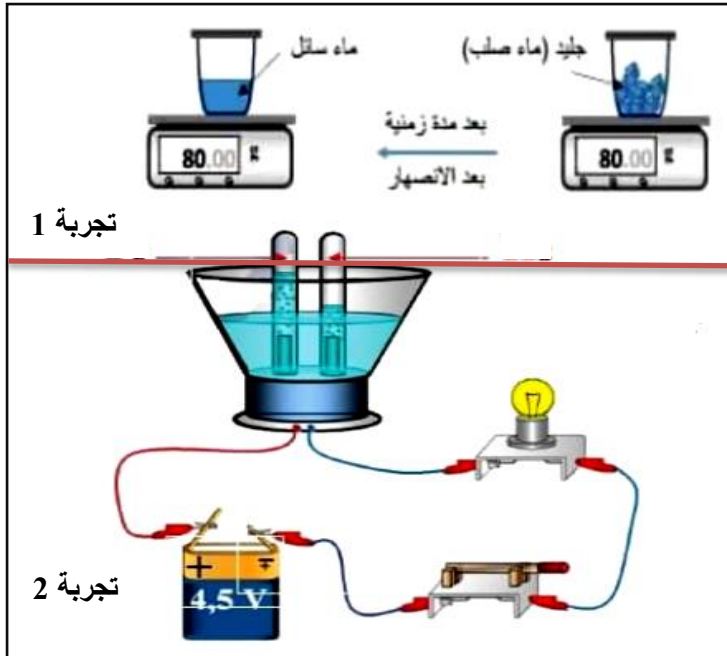 ماء سائل
جليد (ماء صلب)
بعد مدة زمنية
بعد الانصهار
80.00 g
80.00 g
تجربة 1
تجربة 2
+
4,5 V